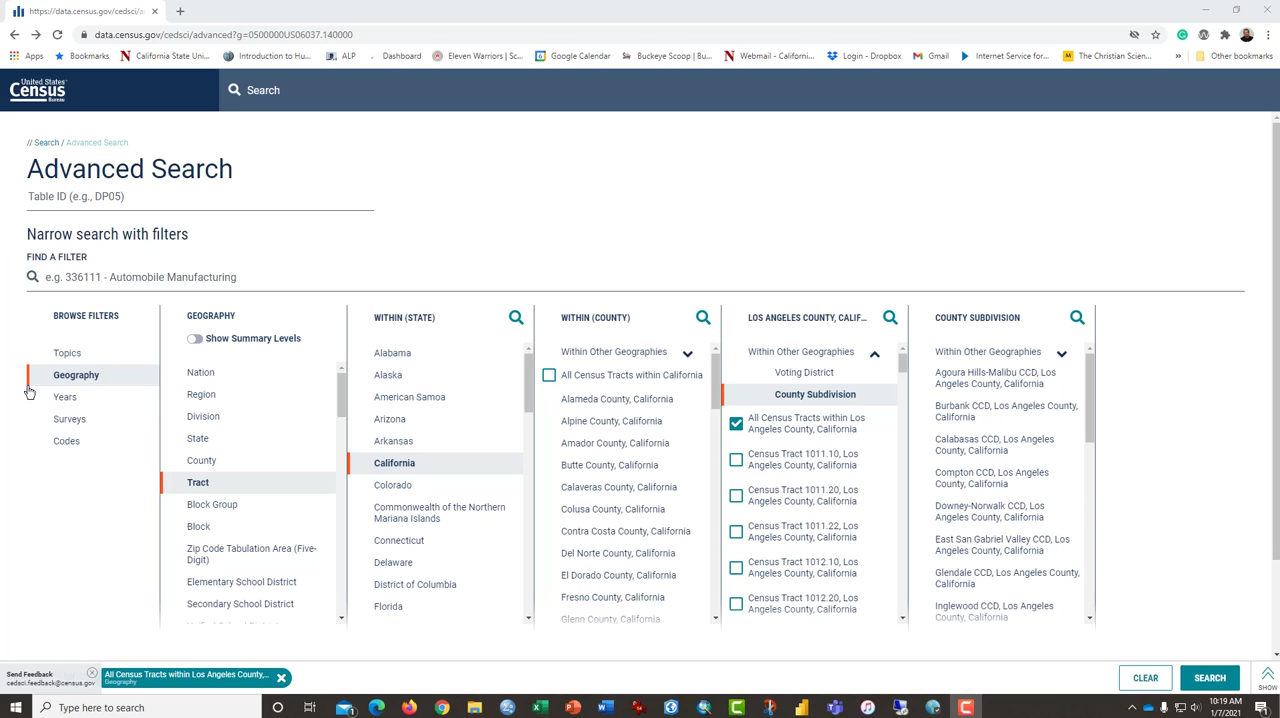 https://data.census.gov/cedsci/
data.census.gov/cedsci/advanced?g=0500000US06037.140000
Apps
Bookmarks
California State Uni...
Introduction to Hu...
ALP
Dashboard
Eleven Warriors | Sc...
Google Calendar
Buckeye Scoop | Bu...
Webmail - Californi...
Login - Dropbox
Gmail
Internet Service for...
The Christian Scien...
»
Other bookmarks
United States
Census
Bureau
Search
// Search / Advanced Search
Advanced Search
Table ID (e.g., DP05)
Narrow search with filters
FIND A FILTER
e.g. 336111 - Automobile Manufacturing
BROWSE FILTERS
Topics
Geography
Years
Surveys
Codes
GEOGRAPHY
Show Summary Levels
Nation
Region
Division
State
County
Tract
Block Group
Block
Zip Code Tabulation Area (Five-
Digit)
Elementary School District
Secondary School District
WITHIN (STATE)
Alabama
Alaska
American Samoa
Arizona
Arkansas
California
Colorado
Commonwealth of the Northern
Mariana Islands
Connecticut
Delaware
District of Columbia
Florida
WITHIN (COUNTY)
Within Other Geographies
All Census Tracts within California
Alameda County, California
Alpine County, California
Amador County, California
Butte County, California
Calaveras County, California
Colusa County, California
Contra Costa County, California
Del Norte County, California
El Dorado County, California
Fresno County, California
Glenn County, California
LOS ANGELES COUNTY, CALIF...
Within Other Geographies
Voting District
County Subdivision
All Census Tracts within Los
Angeles County, California
Census Tract 1011.10, Los
Angeles County, California
Census Tract 1011.20, Los
Angeles County, California
Census Tract 1011.22, Los
Angeles County, California
Census Tract 1012.10, Los
Angeles County, California
Census Tract 1012.20, Los
Angeles County, California
COUNTY SUBDIVISION
Within Other Geographies
Agoura Hills-Malibu CCD, Los
Angeles County, California
Burbank CCD, Los Angeles County,
California
Calabasas CCD, Los Angeles
County, California
Compton CCD, Los Angeles
County, California
Downey-Norwalk CCD, Los
Angeles County, California
East San Gabriel Valley CCD, Los
Angeles County, California
Glendale CCD, Los Angeles County,
California
Inglewood CCD, Los Angeles
County, California
Send Feedback
cedsci.feedback@census.gov
All Census Tracts within Los Angeles County,...
Geography
CLEAR
SEARCH
SHOW
Type here to search
10:19 AM
1/7/2021